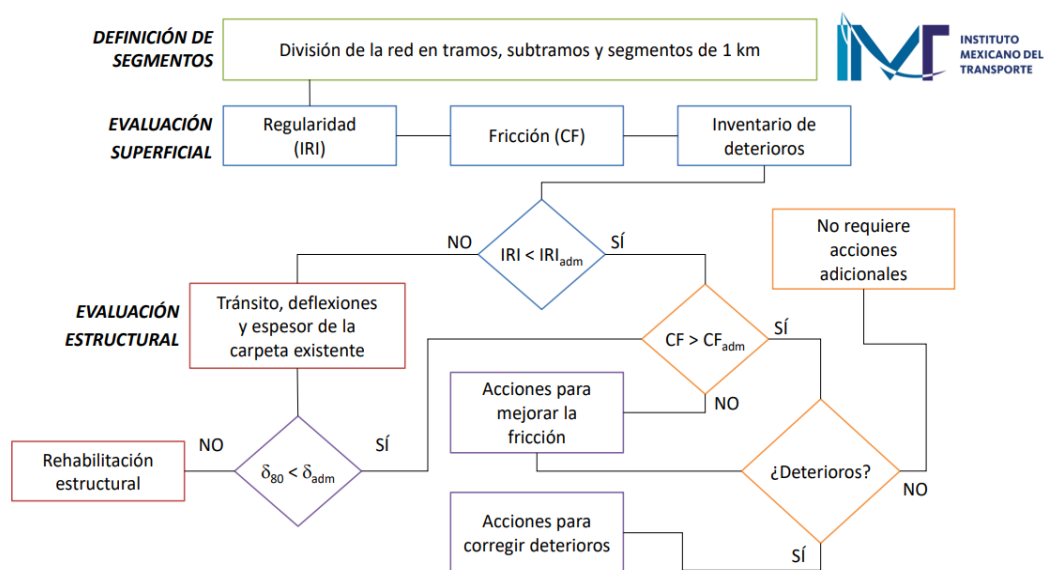 DEFINICIÓN DE
SEGMENTOS
División de la red en tramos, subtramos y segmentos de 1 km
IMT
INSTITUTO
MEXICANO DEL
TRANSPORTE
EVALUACIÓN
SUPERFICIAL
Regularidad
(IRI)
Fricción (CF)
Inventario de
deterioros
NO
IRI < IRIadm
SÍ
No requiere
acciones
adicionales
EVALUACIÓN
ESTRUCTURAL
Tránsito, deflexiones
y espesor de la
carpeta existente
CF > CFadm
SÍ
NO
Acciones para
mejorar la
fricción
Rehabilitación
estructural
NO
δ80 < δadm
SÍ
¿Deterioros?
NO
SÍ
Acciones para
corregir deterioros